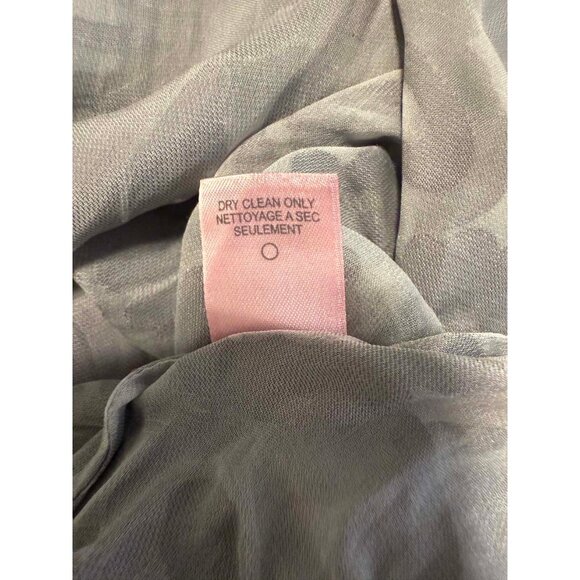 DRY CLEAN ONLY
NETTOYAGE A SEC
SEULEMENT